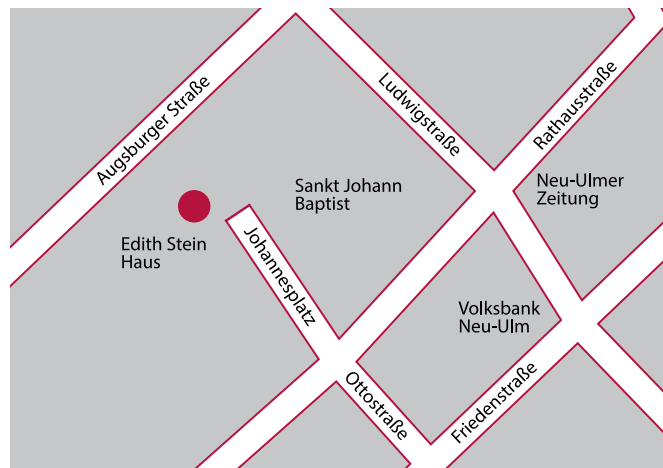 Augsburger Straße
Ludwigstraße
Rathausstraße
Sankt Johann
Baptist
Neu-Ulmer
Zeitung
Edith Stein
Haus
Johannesplatz
Volksbank
Neu-Ulm
Ottostraße
Friedenstraße